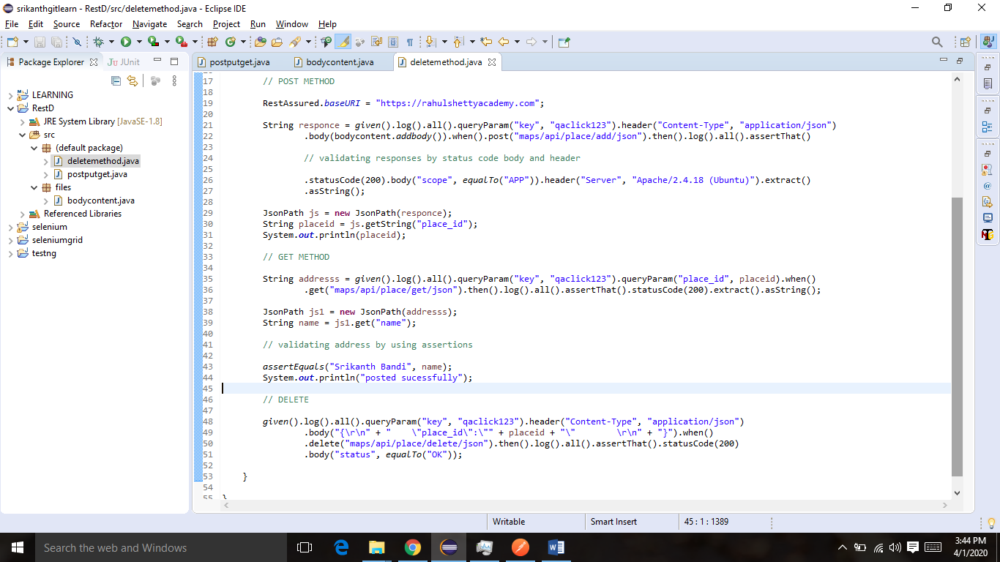 srikanthgitlearn - RestD/src/deletemethod.java - Eclipse IDE
File Edit Source Refactor Navigate Search Project Run Window Help
Package Explorer JUnit
postputget.java bodycontent.java deletemethod.java
LEARNING
RestD
JRE System Library [JavaSE-1.8]
src
(default package)
deletemethod.java
postputget.java
files
bodycontent.java
Referenced Libraries
selenium
seleniumgrid
testng
17 // POST METHOD
18
19 RestAssured.baseURI = "https://rahulshettyacademy.com";
20
21 String responce = given().log().all().queryParam("key", "qaclick123").header("Content-Type", "application/json")
22 .body(bodycontent.addbody()).when().post("maps/api/place/add/json").then().log().all().assertThat()
23
24 // validating responses by status code body and header
25
26 .statusCode(200).body("scope", equalTo("APP")).header("Server", "Apache/2.4.18 (Ubuntu)").extract()
27 .asString();
28
29 JsonPath js = new JsonPath(responce);
30 String placeid = js.getString("place_id");
31 System.out.println(placeid);
32
33 // GET METHOD
34
35 String addresss = given().log().all().queryParam("key", "qaclick123").queryParam("place_id", placeid).when()
36 .get("maps/api/place/get/json").then().log().all().assertThat().statusCode(200).extract().asString();
37
38 JsonPath js1 = new JsonPath(addresss);
39 String name = js1.get("name");
40
41 // validating address by using assertions
42
43 assertEquals("Srikanth Bandi", name);
44 System.out.println("posted sucessfully");
45
46 // DELETE
47
48 given().log().all().queryParam("key", "qaclick123").header("Content-Type", "application/json")
49 .body("{\r\n" + "    \"place_id\":\"" + placeid + "\"        \r\n" + "}").when()
50 .delete("maps/api/place/delete/json").then().log().all().assertThat().statusCode(200)
51 .body("status", equalTo("OK"));
52
53 }
54
55 }
Writable Smart Insert 45 : 1 : 1389
Search the web and Windows
3:44 PM
4/1/2020